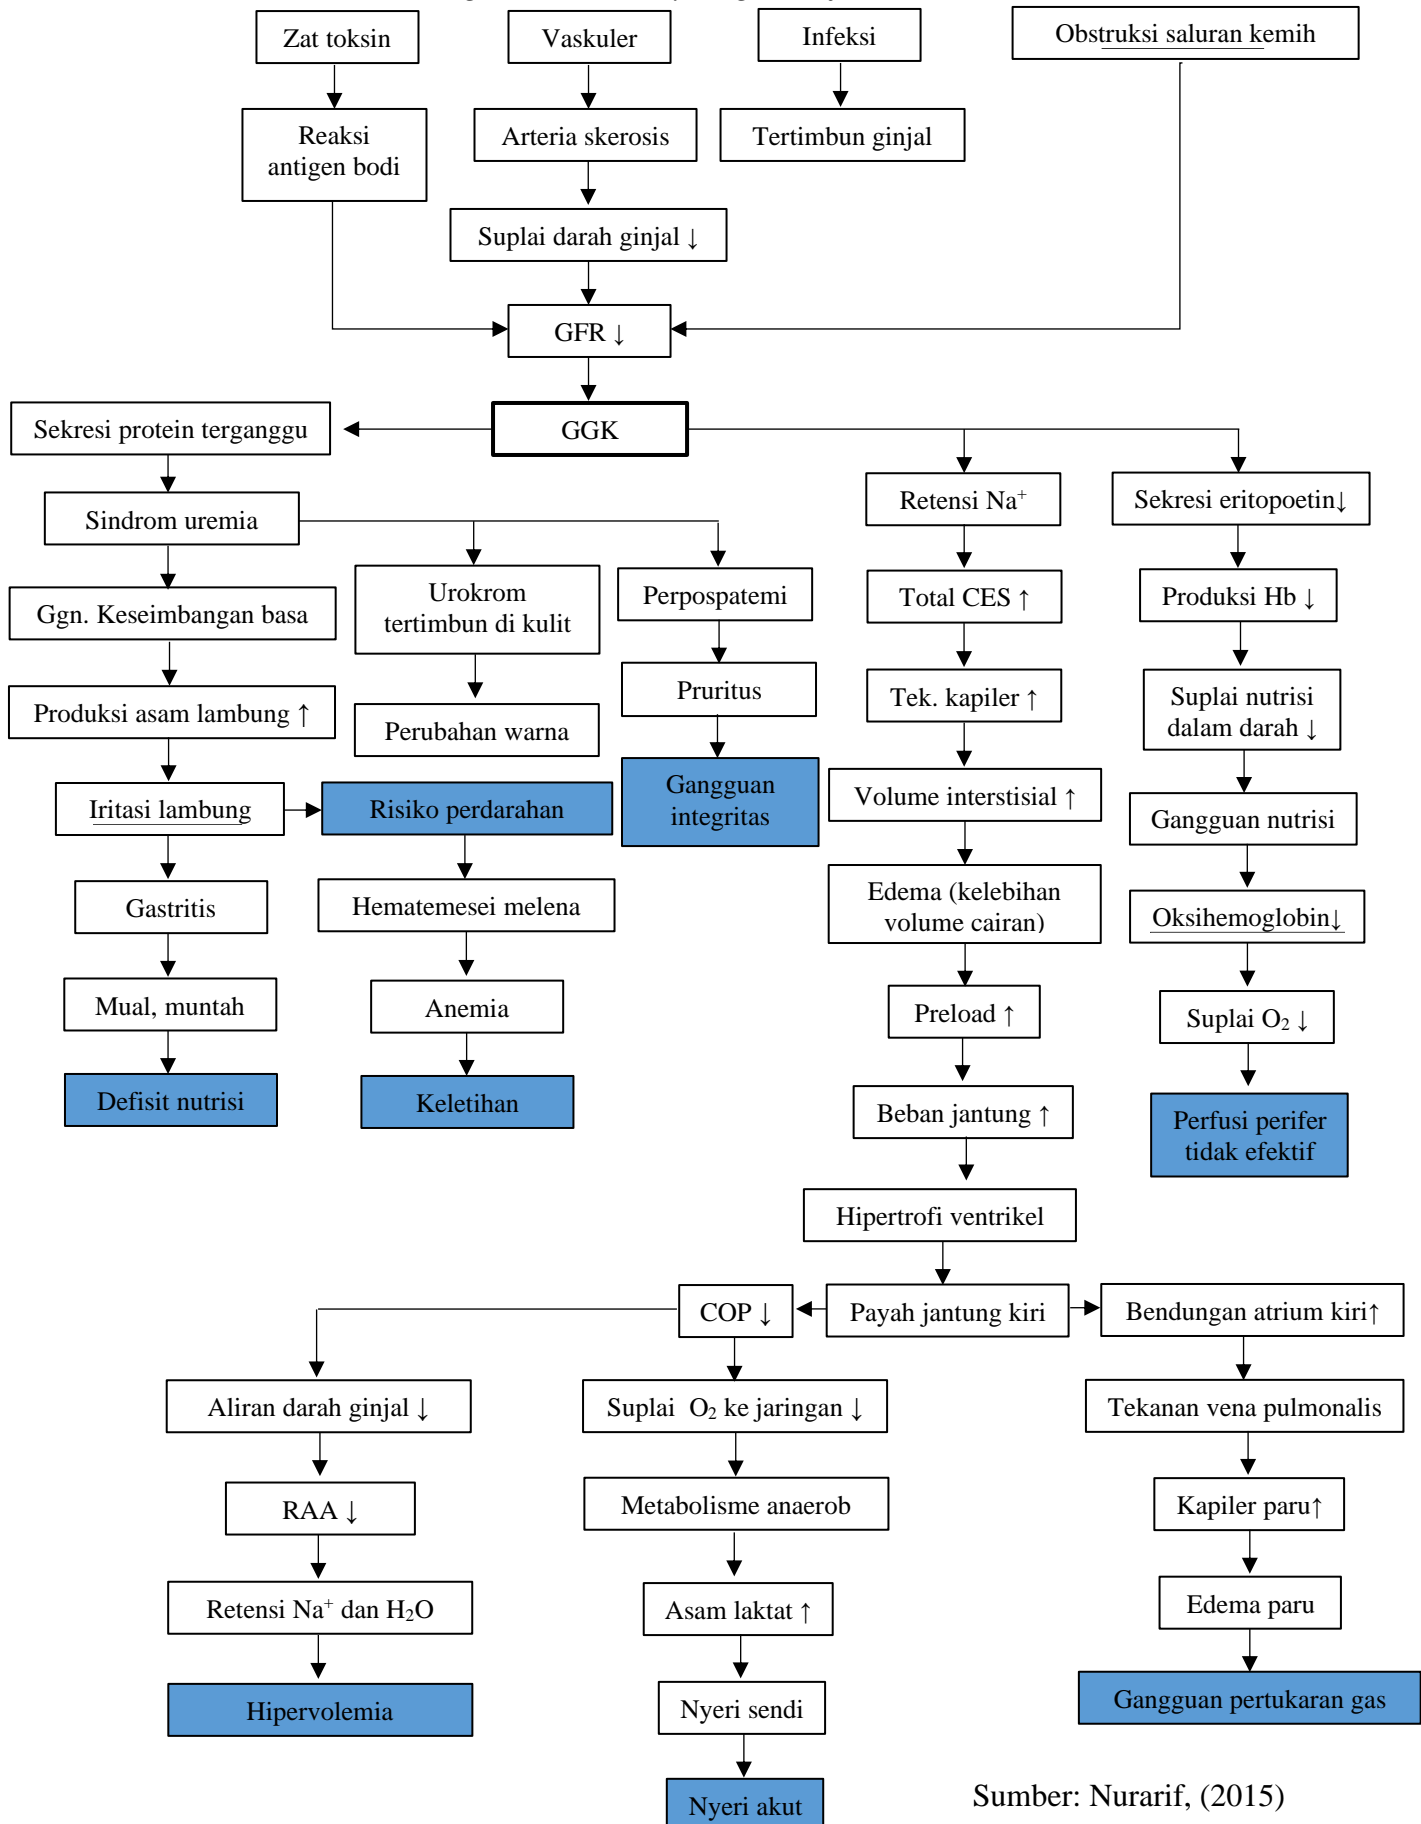 Zat toksin
Vaskuler
Infeksi
Obstruksi saluran kemih
Reaksi
antigen bodi
Arteria skerosis
Tertimbun ginjal
Suplai darah ginjal ↓
GFR ↓
Sekresi protein terganggu
GGK
Sindrom uremia
Retensi Na⁺
Sekresi eritopoetin↓
Ggn. Keseimbangan basa
Urokrom
tertimbun di kulit
Perpospatemi
Total CES ↑
Produksi Hb ↓
Produksi asam lambung ↑
Perubahan warna
Pruritus
Tek. kapiler ↑
Suplai nutrisi
dalam darah ↓
Iritasi lambung
Risiko perdarahan
Gangguan
integritas
Volume interstisial ↑
Gangguan nutrisi
Gastritis
Hematemesei melena
Edema (kelebihan
volume cairan)
Oksihemoglobin↓
Mual, muntah
Anemia
Preload ↑
Suplai O₂ ↓
Defisit nutrisi
Keletihan
Beban jantung ↑
Perfusi perifer
tidak efektif
Hipertrofi ventrikel
COP ↓
Payah jantung kiri
Bendungan atrium kiri↑
Aliran darah ginjal ↓
Suplai O₂ ke jaringan ↓
Tekanan vena pulmonalis
RAA ↓
Metabolisme anaerob
Kapiler paru↑
Retensi Na⁺ dan H₂O
Asam laktat ↑
Edema paru
Hipervolemia
Nyeri sendi
Gangguan pertukaran gas
Nyeri akut
Sumber: Nurarif, (2015)